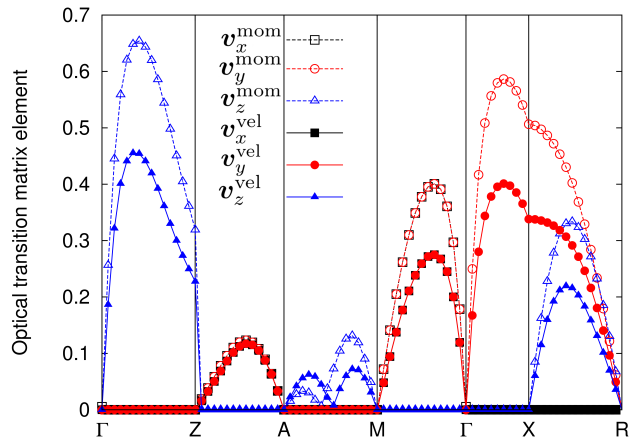 Optical transition matrix element
0.7
0.6
0.5
0.4
0.3
0.2
0.1
0
v_x^mom
v_y^mom
v_z^mom
v_x^vel
v_y^vel
v_z^vel
Γ Z A M Γ X R